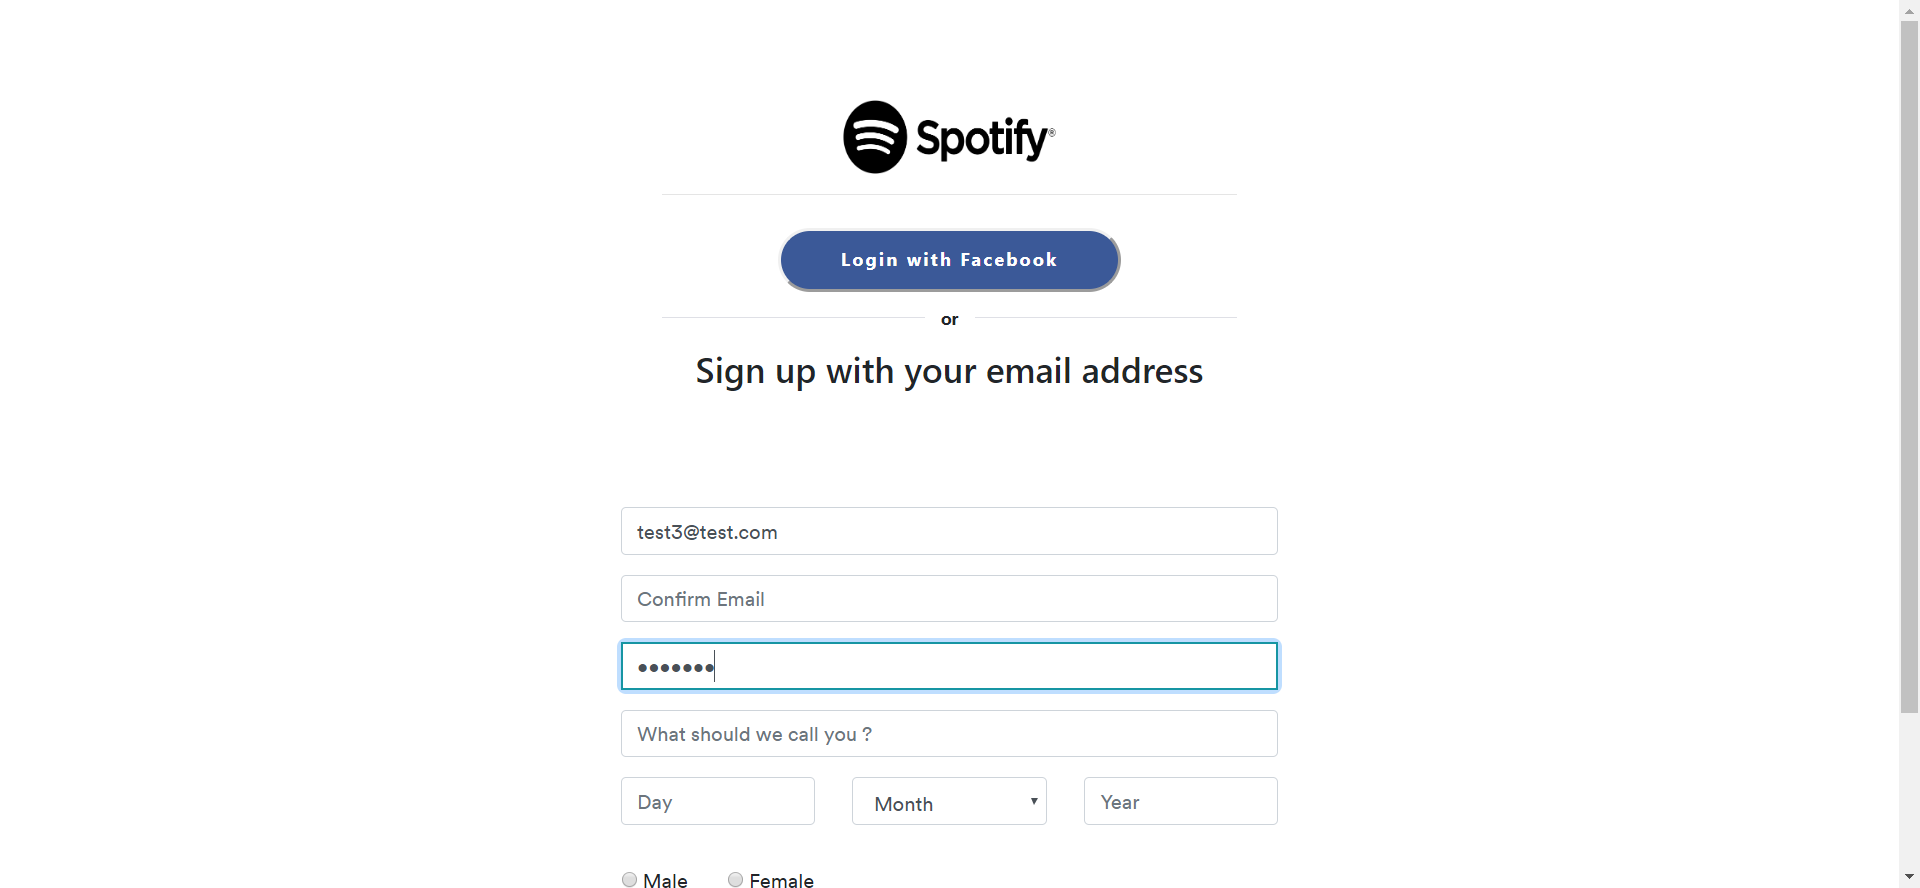 Spotify®
Login with Facebook
or
Sign up with your email address
test3@test.com
Confirm Email
•••••••
What should we call you ?
Day Month Year
Male Female